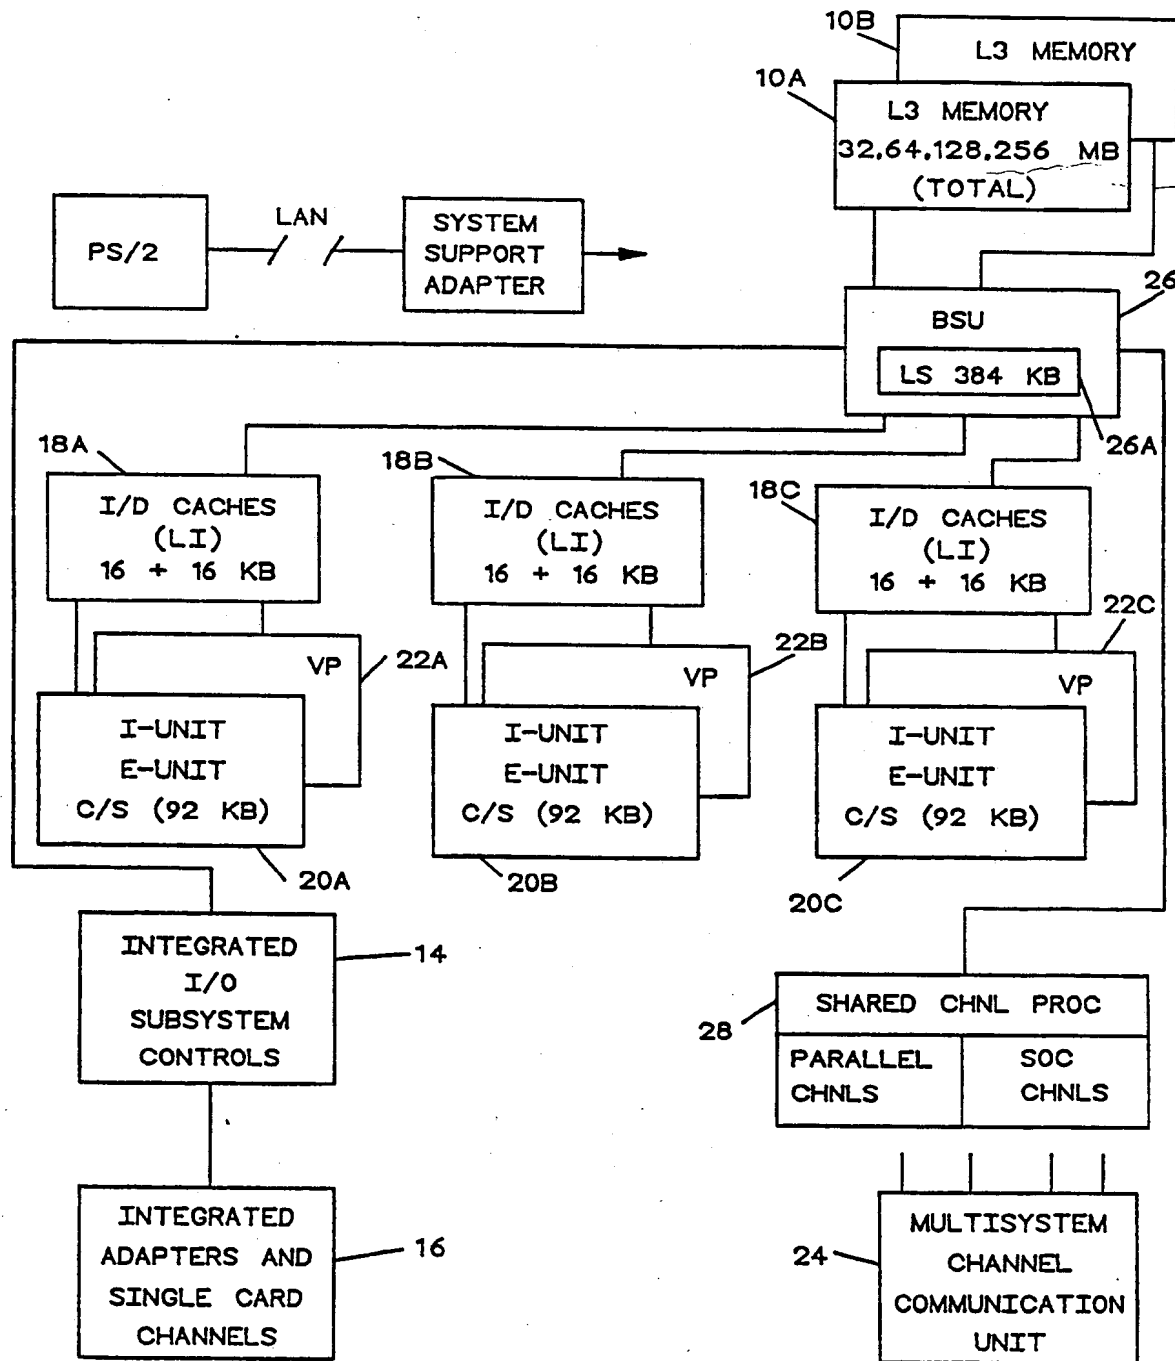 10B
L3 MEMORY
10A
L3 MEMORY
32.64.128.256 MB
(TOTAL)
PS/2
LAN
SYSTEM
SUPPORT
ADAPTER
26
BSU
LS 384 KB
26A
18A
I/D CACHES
(LI)
16 + 16 KB
18B
I/D CACHES
(LI)
16 + 16 KB
18C
I/D CACHES
(LI)
16 + 16 KB
VP
22A
I-UNIT
E-UNIT
C/S (92 KB)
20A
VP
22B
I-UNIT
E-UNIT
C/S (92 KB)
20B
VP
22C
I-UNIT
E-UNIT
C/S (92 KB)
20C
INTEGRATED
I/O
SUBSYSTEM
CONTROLS
14
INTEGRATED
ADAPTERS AND
SINGLE CARD
CHANNELS
16
28
SHARED CHNL PROC
PARALLEL
CHNLS
SOC
CHNLS
24
MULTISYSTEM
CHANNEL
COMMUNICATION
UNIT